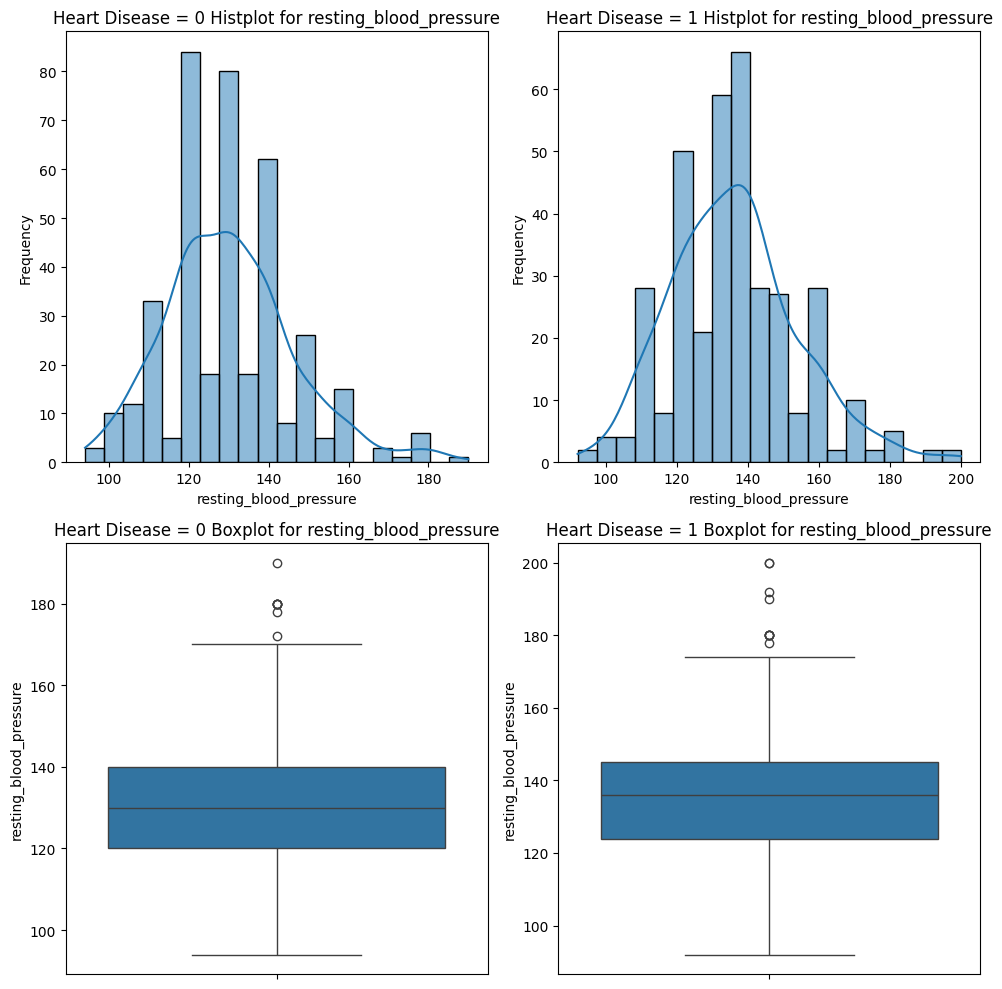 Heart Disease = 0 Histplot for resting_blood_pressure
Frequency
80
70
60
50
40
30
20
10
0
100 120 140 160 180
resting_blood_pressure
Heart Disease = 1 Histplot for resting_blood_pressure
Frequency
60
50
40
30
20
10
0
100 120 140 160 180 200
resting_blood_pressure
Heart Disease = 0 Boxplot for resting_blood_pressure
resting_blood_pressure
180
160
140
120
100
Heart Disease = 1 Boxplot for resting_blood_pressure
resting_blood_pressure
200
180
160
140
120
100